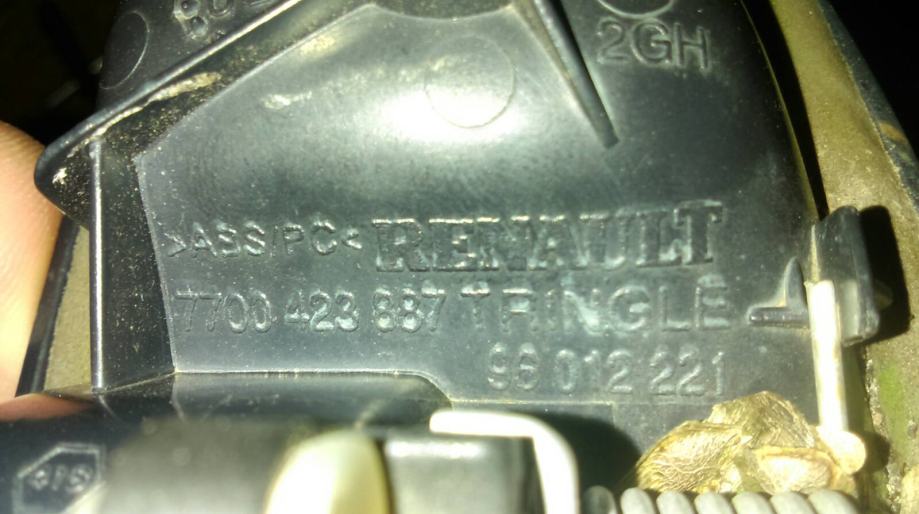 2GH
>ABS/PC< RENAULT
7700 423 887 TRINGLE
96 012 221